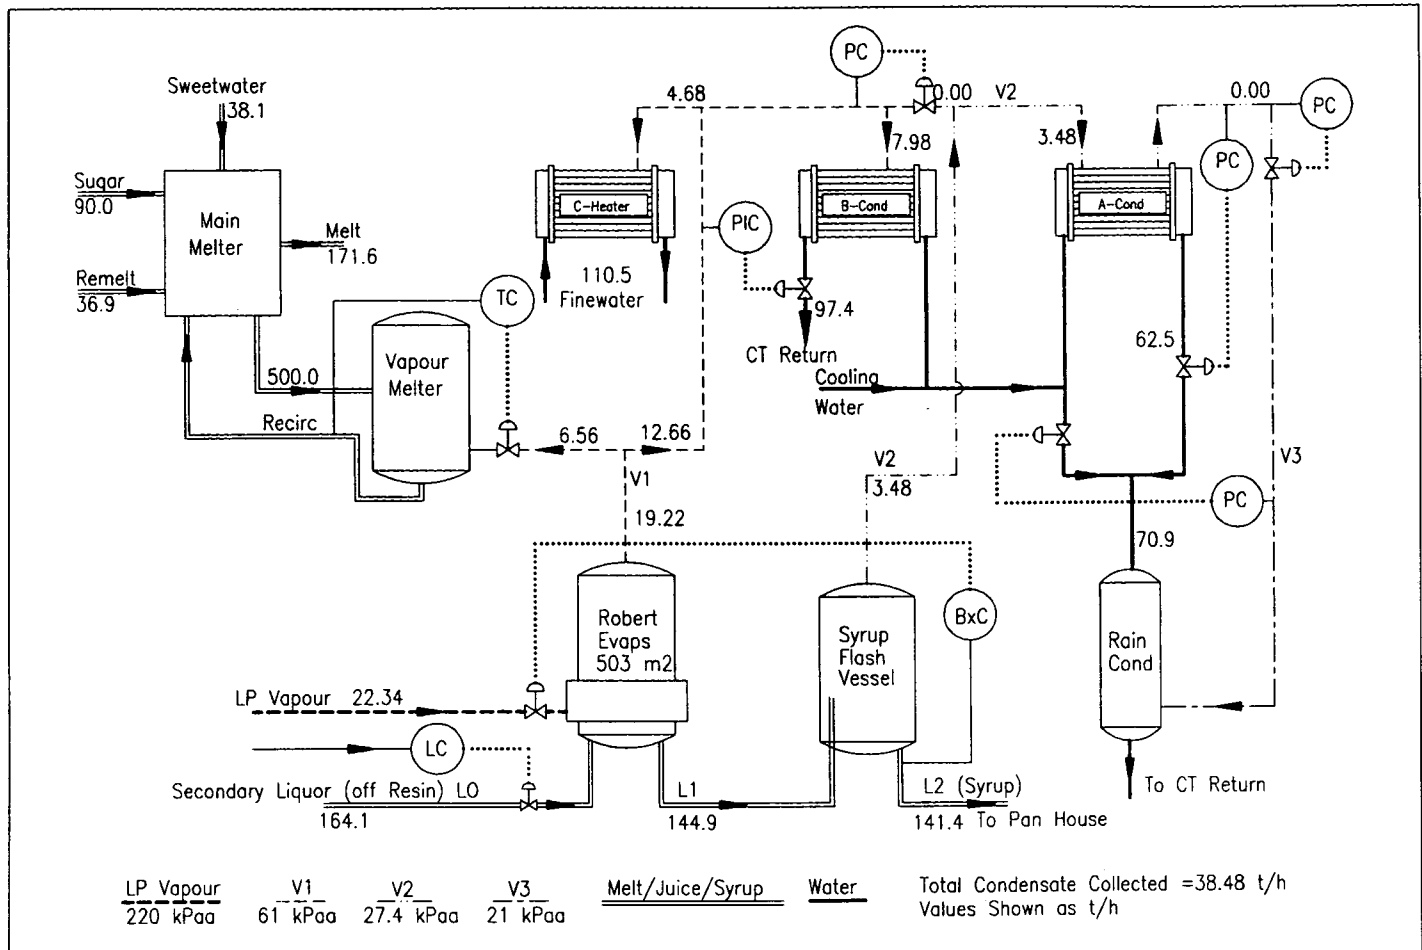 PC
Sweetwater
38.1
4.68
0.00
V2
0.00
PC
7.98
3.48
PC
Sugar
90.0
Main
Melter
Melt
171.6
C-Heater
B-Cond
A-Cond
PIC
Remelt
36.9
110.5
Finewater
TC
97.4
62.5
CT Return
Vapour
Melter
500.0
Cooling
Water
Recirc
6.56
12.66
V1
V2
3.48
V3
PC
19.22
70.9
Robert
Evaps
503 m2
Syrup
Flash
Vessel
BxC
Rain
Cond
LP Vapour 22.34
LC
Secondary Liquor (off Resin) LO
164.1
L1
144.9
L2 (Syrup)
141.4 To Pan House
To CT Return
LP Vapour
220 kPaa
V1
61 kPaa
V2
27.4 kPaa
V3
21 kPaa
Melt/Juice/Syrup
Water
Total Condensate Collected =38.48 t/h
Values Shown as t/h